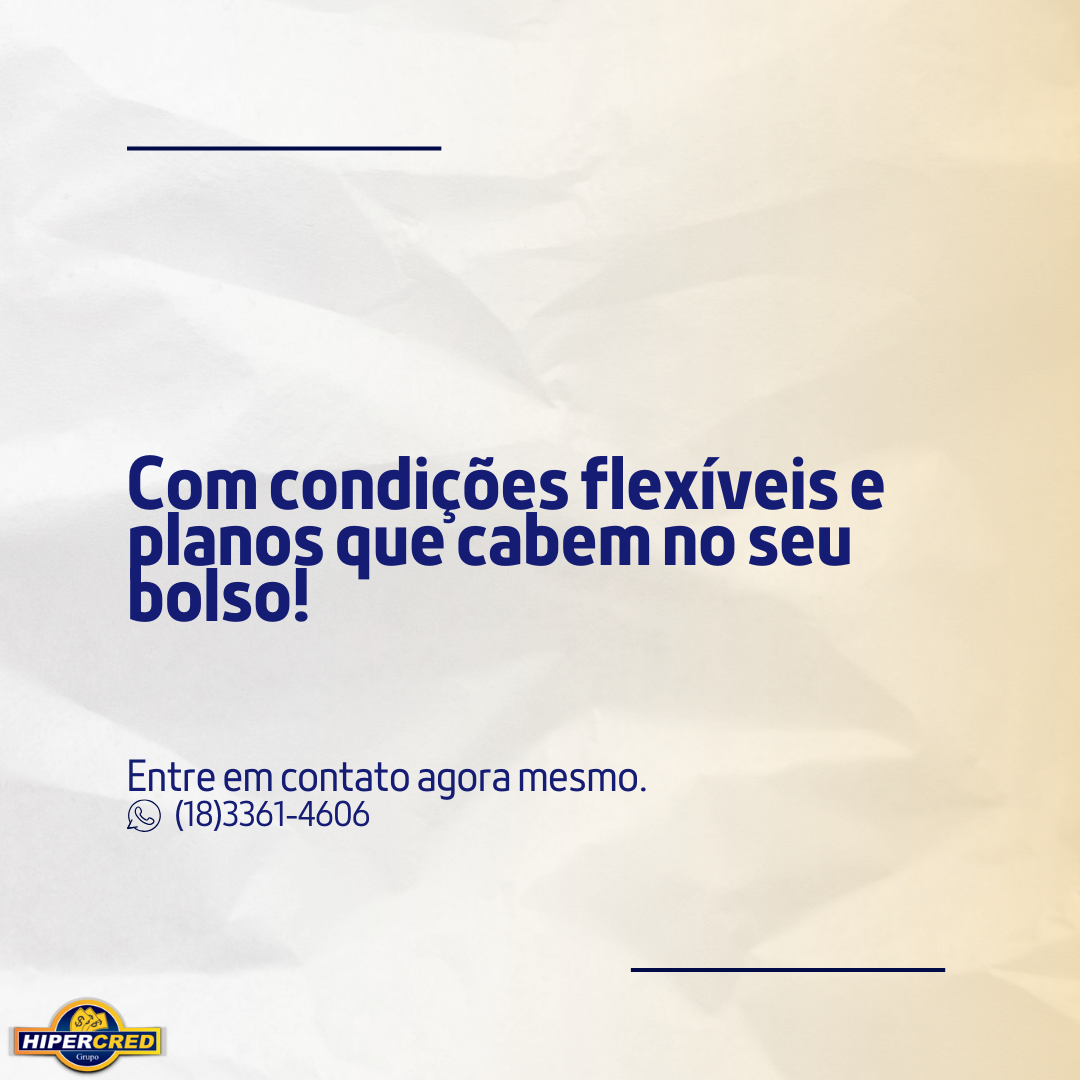 Com condições flexíveis e
planos que cabem no seu
bolso!
Entre em contato agora mesmo.
(18)3361-4606
HIPERCRED
Grupo